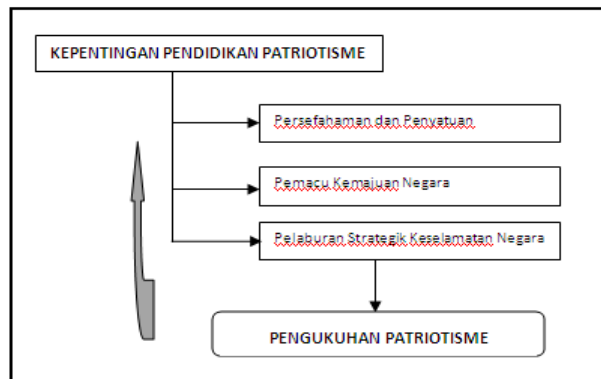 KEPENTINGAN PENDIDIKAN PATRIOTISME
Persefahaman dan Penyatuan
Pemacu Kemajuan Negara
Pelaburan Strategik Keselamatan Negara
PENGUKUHAN PATRIOTISME